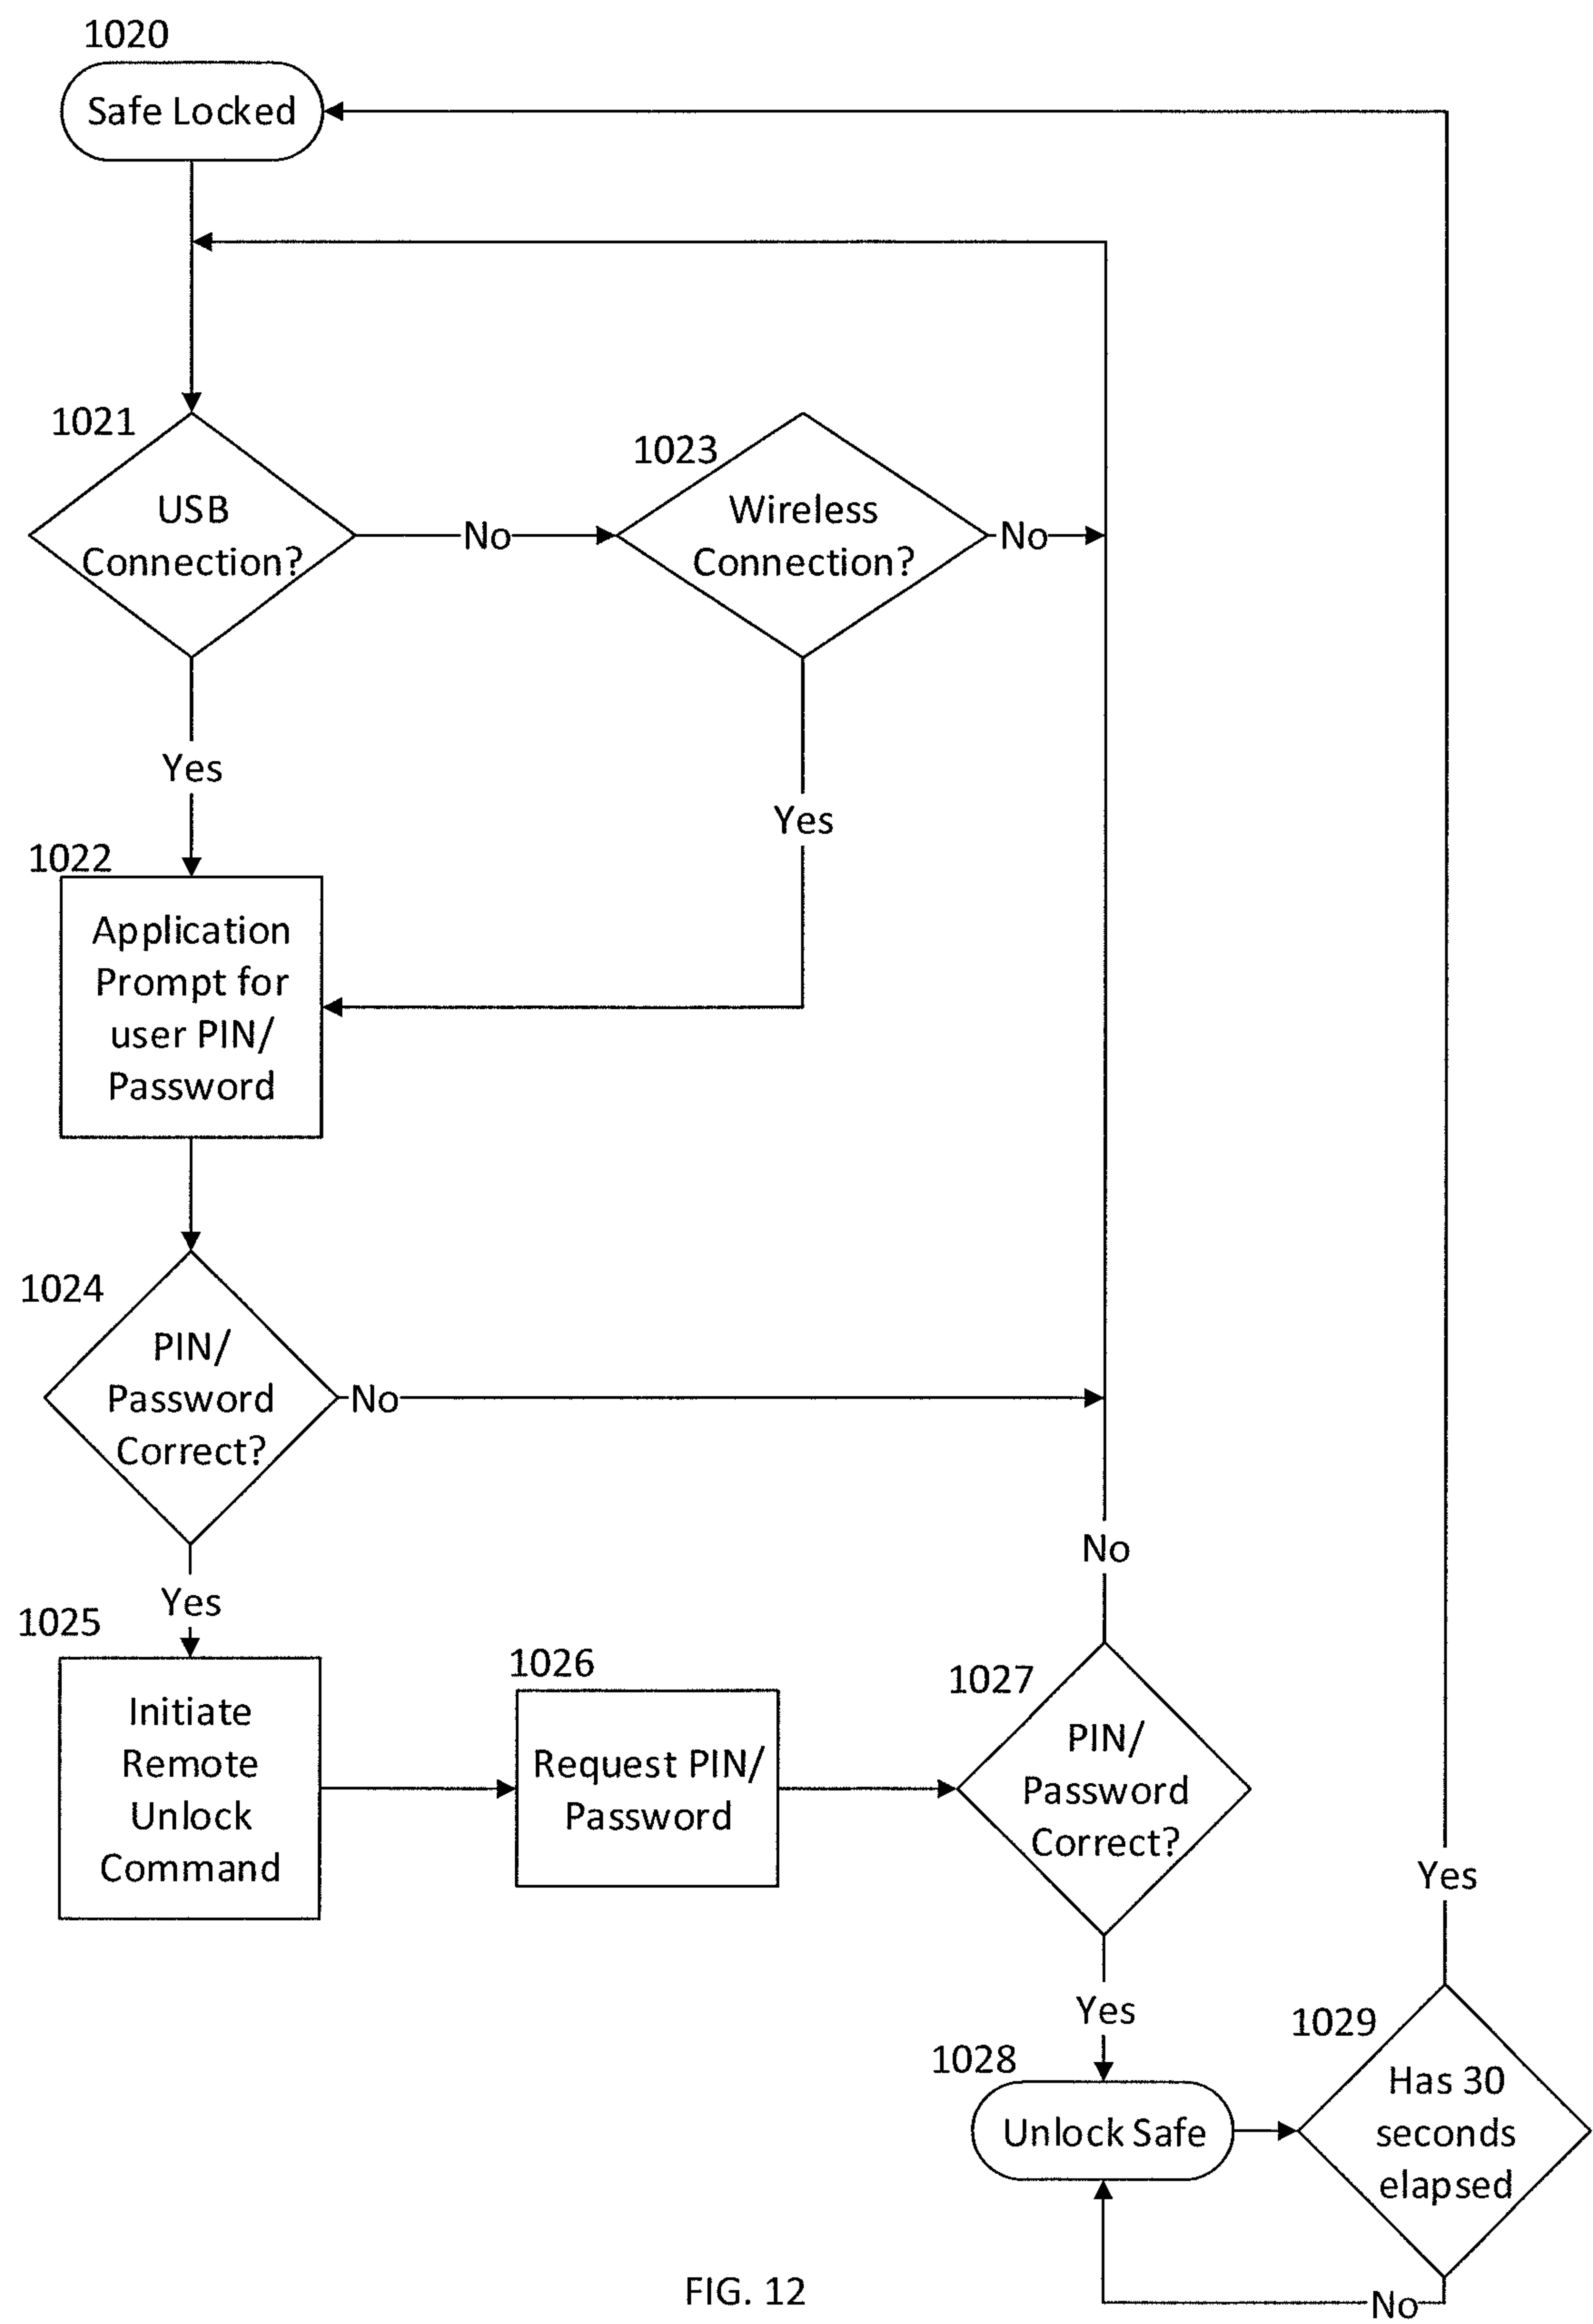 1020
Safe Locked
1021
USB
Connection?
No
1023
Wireless
Connection?
No
Yes
Yes
1022
Application
Prompt for
user PIN/
Password
1024
PIN/
Password
Correct?
No
Yes
1025
Initiate
Remote
Unlock
Command
1026
Request PIN/
Password
1027
PIN/
Password
Correct?
No
Yes
1028
Unlock Safe
1029
Has 30
seconds
elapsed
Yes
No
FIG. 12